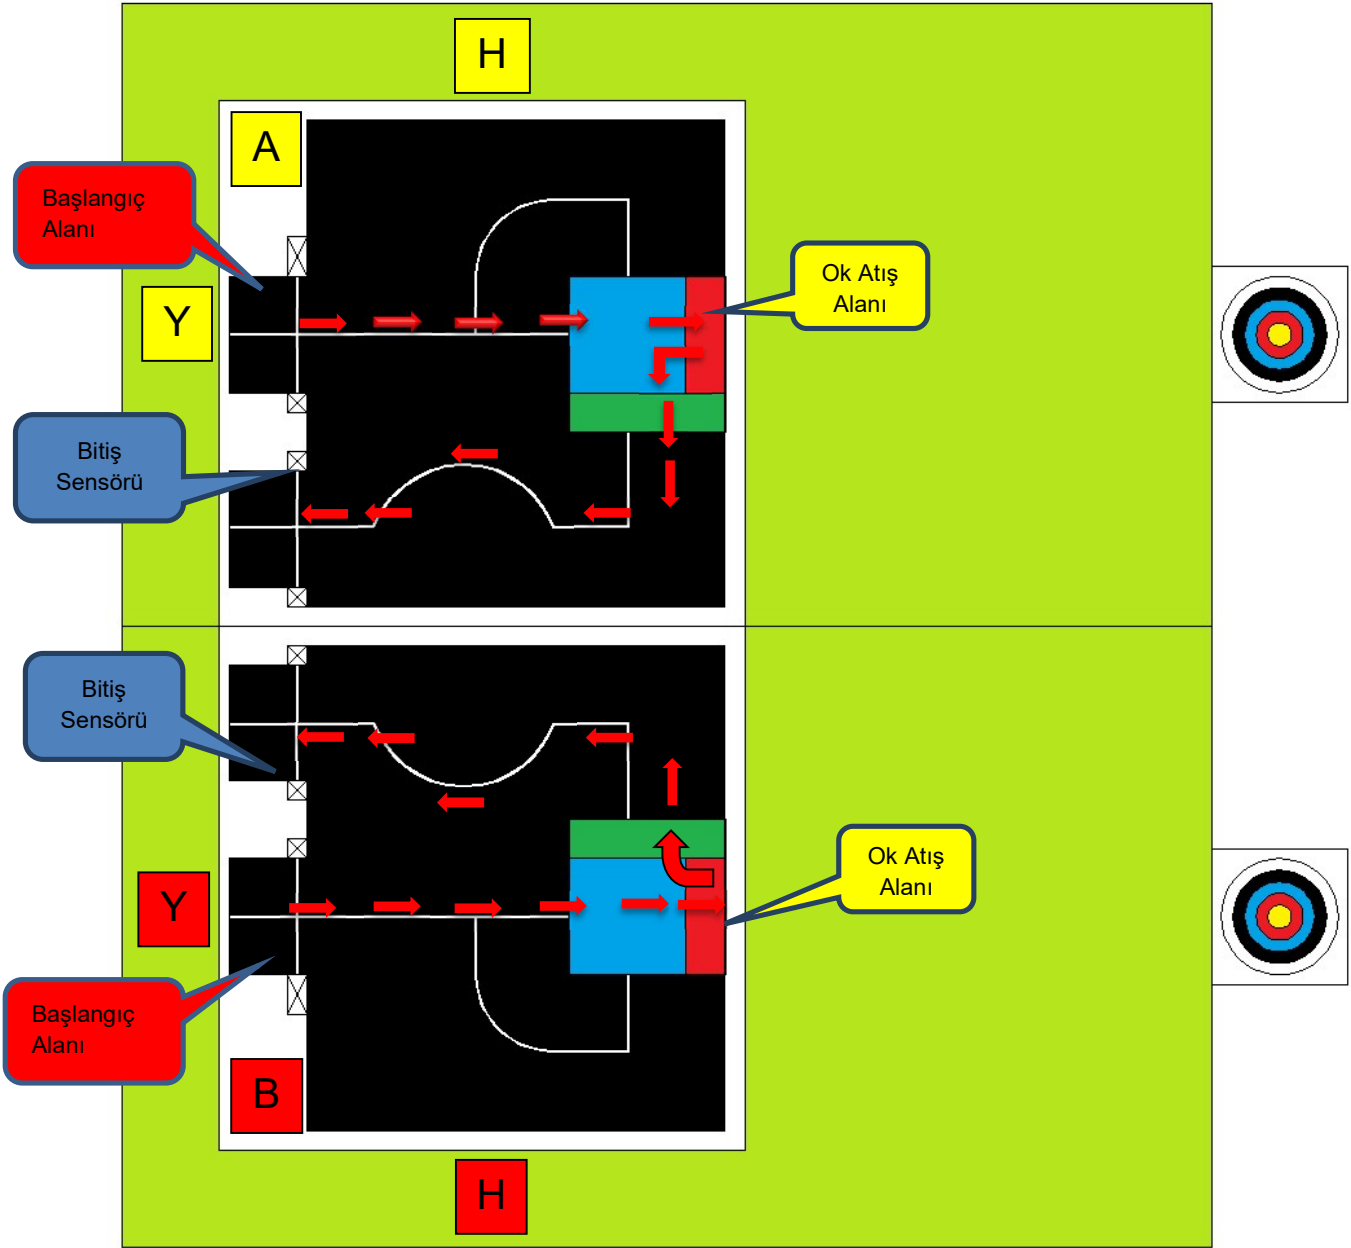 H
A
Başlangıç
Alanı
Ok Atış
Alanı
Y
Bitiş
Sensörü
Bitiş
Sensörü
Ok Atış
Alanı
Y
Başlangıç
Alanı
B
H